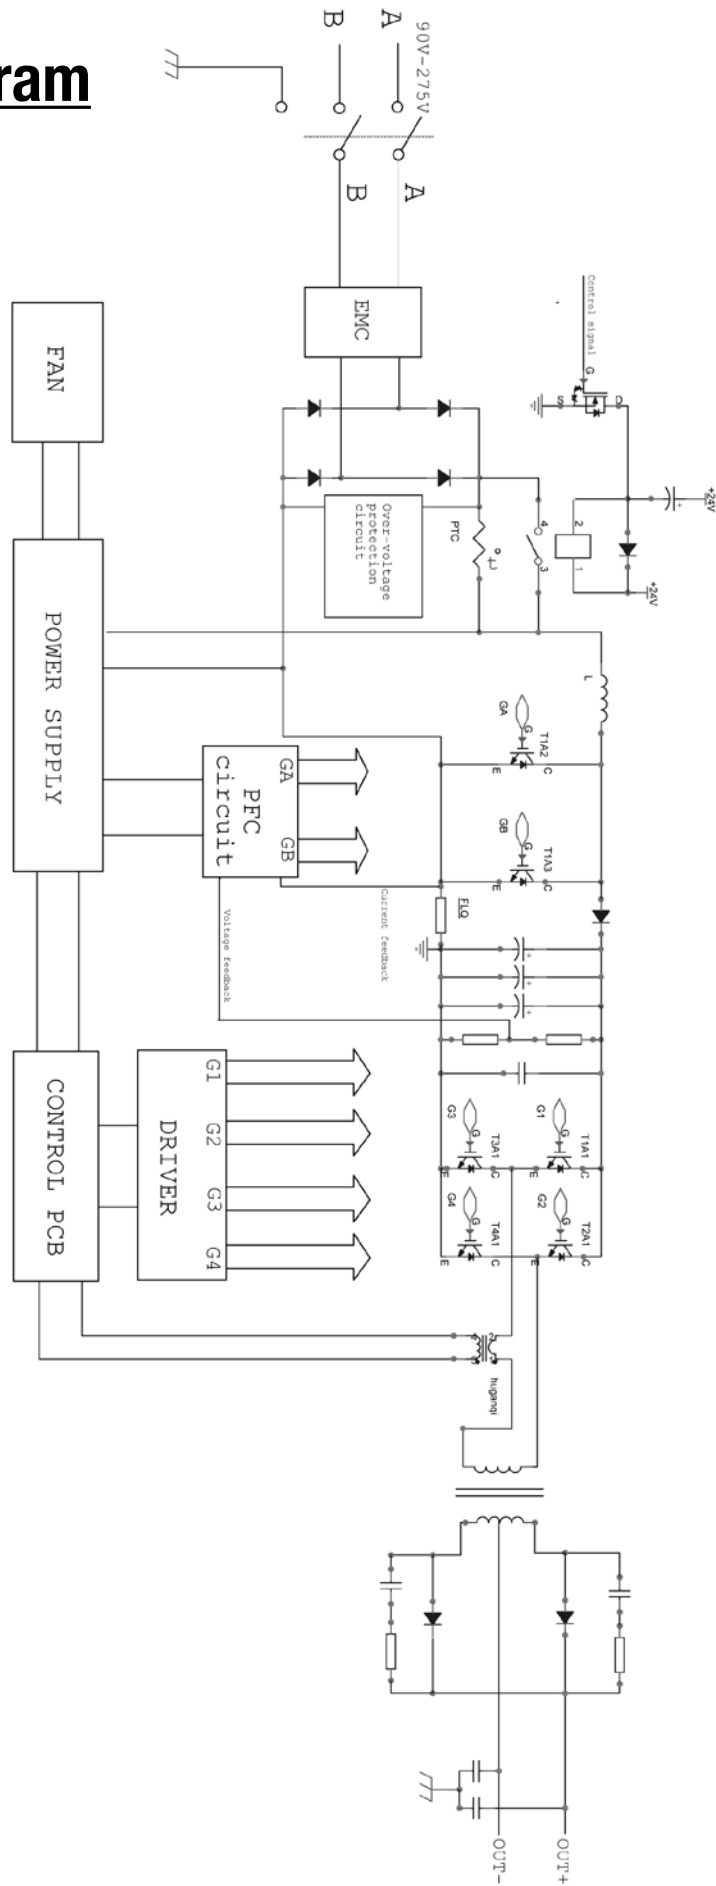 ram
B
A
90V-275V
B
A
EMC
Control signal
G
S
D
+24V
+24V
2
1
4
3
PTC
t
Over-voltage
protection
circuit
FAN
POWER SUPPLY
L
GA
G
T1A2
E
C
GB
G
T1A3
E
C
PFC
circuit
GA
GB
FLQ
Current feedback
Voltage feedback
+
+
+
CONTROL PCB
DRIVER
G1
G2
G3
G4
G3
G
T3A1
E
C
G1
G
T1A1
E
C
G4
G
T4A1
E
C
G2
G
T2A1
E
C
huganqi
OUT-
OUT+